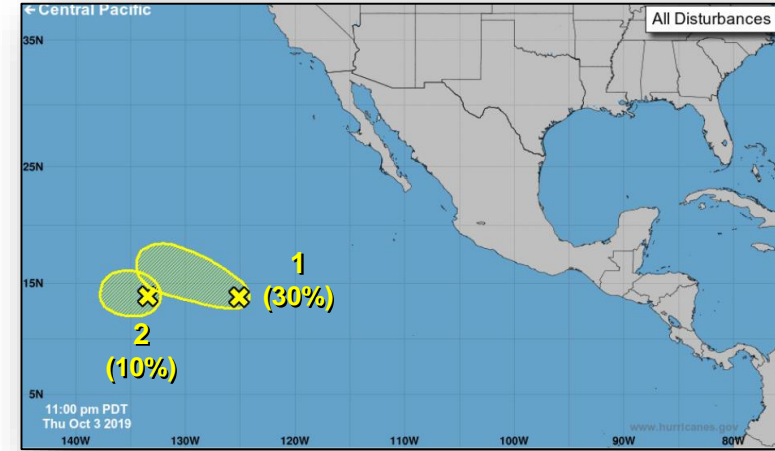 ← Central Pacific
All Disturbances
35N
25N
1
(30%)
15N
2
(10%)
5N
11:00 pm PDT
Thu Oct 3 2019
www.hurricanes.gov
140W 130W 120W 110W 100W 90W 80W